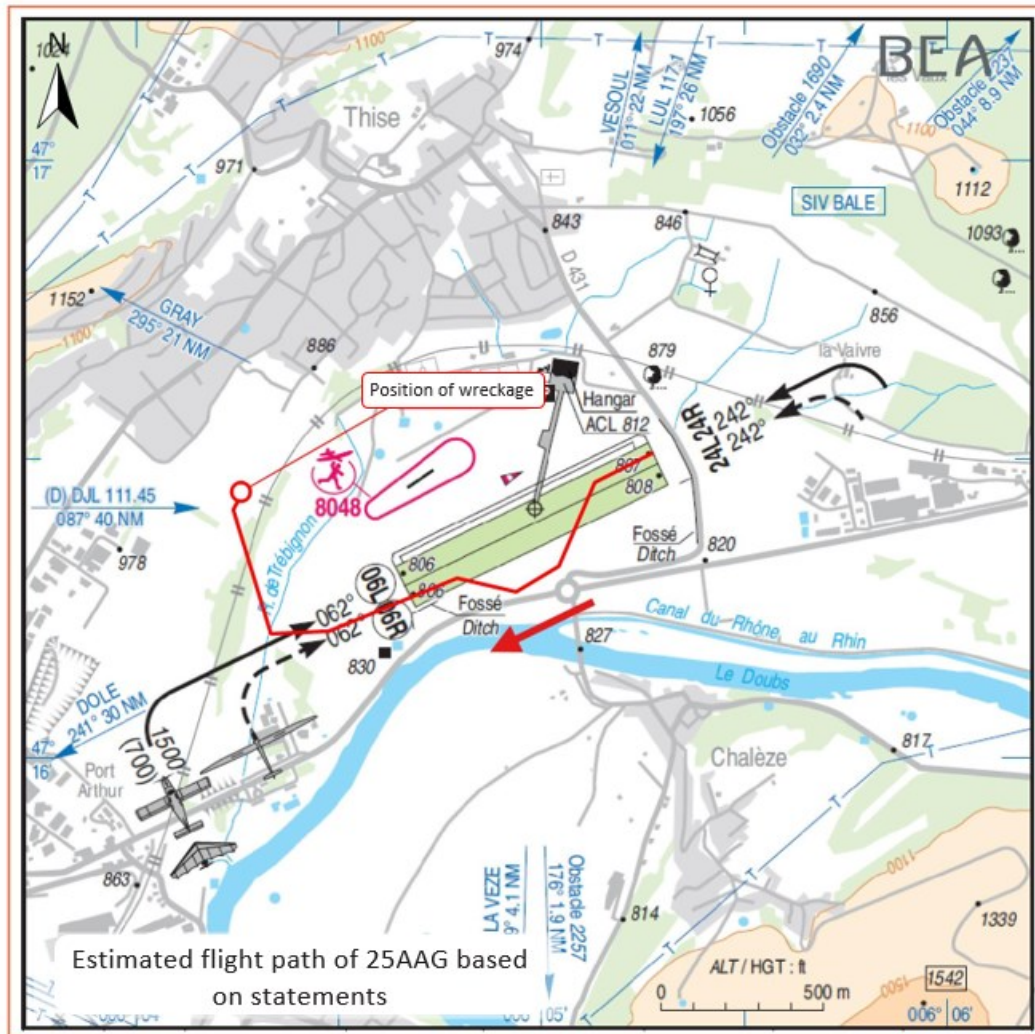 N
1024
1100
T
974
T
VESOUL
011° 22 NM
LUL 117.1
197° 26 NM
Obstacle 1690
032° 2.4 NM
BEA
Obstacle 2237
044° 8.9 NM
1100
47°
17'
Thise
971
1056
1112
SIV BALE
843
846
1093
D 431
1152
GRAY
295° 21 NM
1100
886
856
879
la Vaivre
Position of wreckage
Hangar
ACL 812
24L 24R
242°
242°
8048
807
808
(D) DJL 111.45
087° 40 NM
978
R. de Trébignon
806
806
06L 06R
062°
062°
Fossé
Ditch
Fossé
Ditch
820
827
830
Canal du Rhône au Rhin
Le Doubs
DOLE
241° 30 NM
47°
16'
1500
(700)
Port
Arthur
863
Chalèze
817
T
LA VEZE
9° 4.1 NM
Obstacle 2257
176° 1.9 NM
814
1100
1339
1500
1542
ALT / HGT : ft
0 500 m
Estimated flight path of 25AAG based
on statements
05'
006° 06'